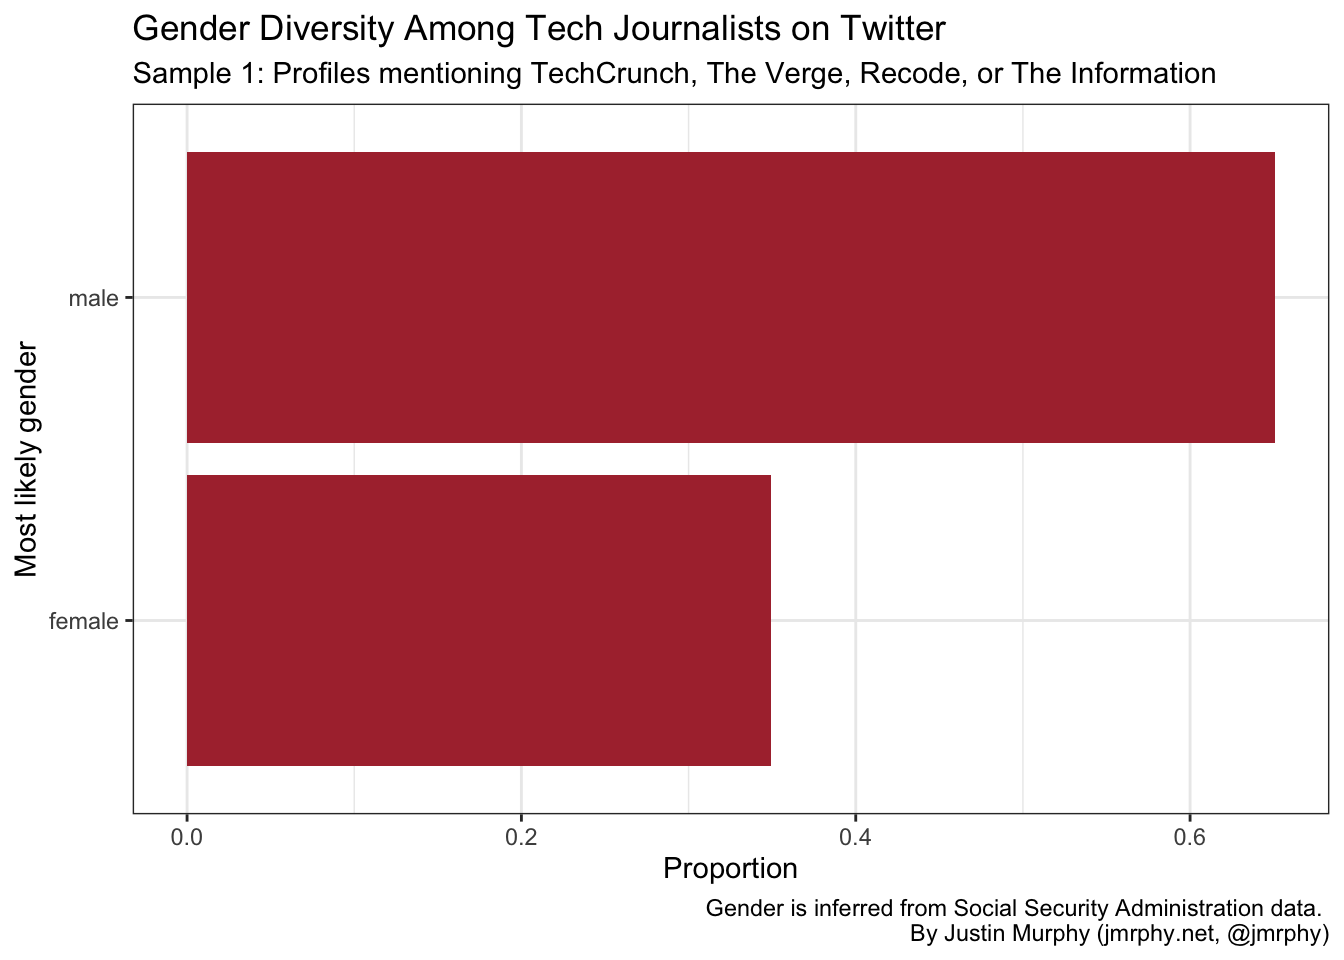 Gender Diversity Among Tech Journalists on Twitter
Sample 1: Profiles mentioning TechCrunch, The Verge, Recode, or The Information
Most likely gender
male
female
0.0 0.2 0.4 0.6
Proportion
Gender is inferred from Social Security Administration data.
By Justin Murphy (jmrphy.net, @jmrphy)